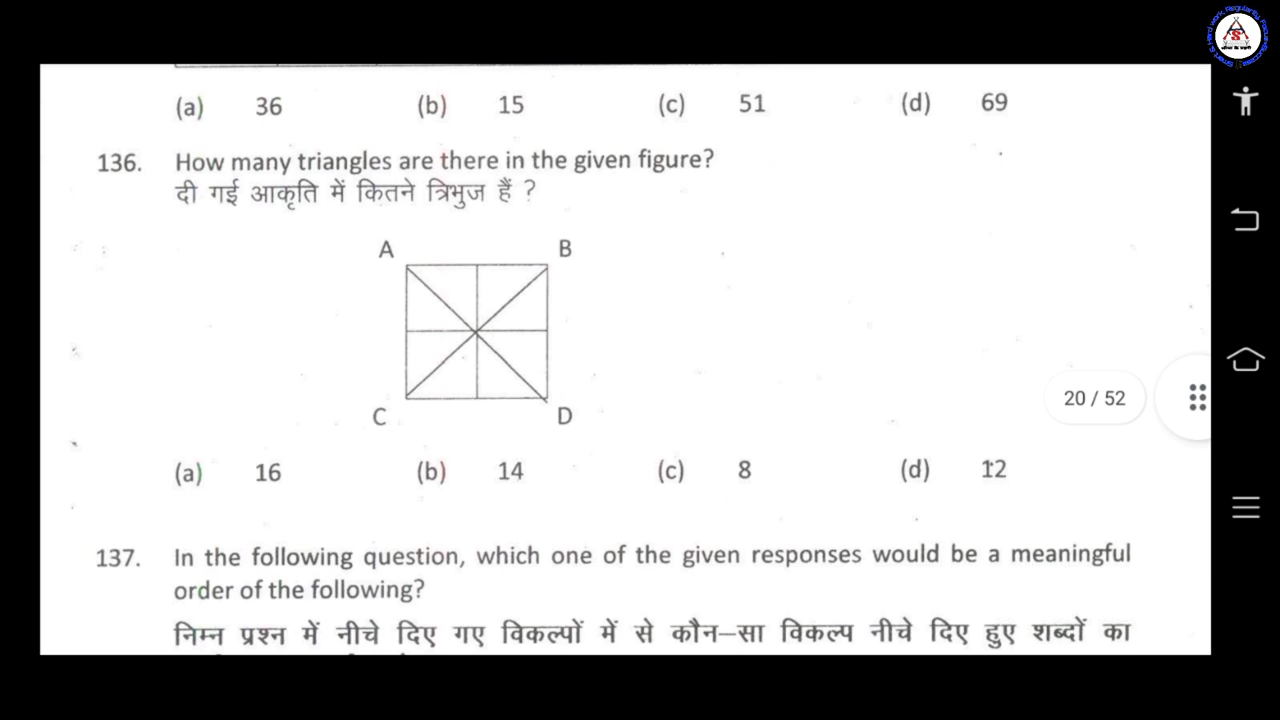 (a) 36 (b) 15 (c) 51 (d) 69
136. How many triangles are there in the given figure?
दी गई आकृति में कितने त्रिभुज हैं ?
A B
C D
20 / 52
(a) 16 (b) 14 (c) 8 (d) 12
137. In the following question, which one of the given responses would be a meaningful
order of the following?
निम्न प्रश्न में नीचे दिए गए विकल्पों में से कौन–सा विकल्प नीचे दिए हुए शब्दों का